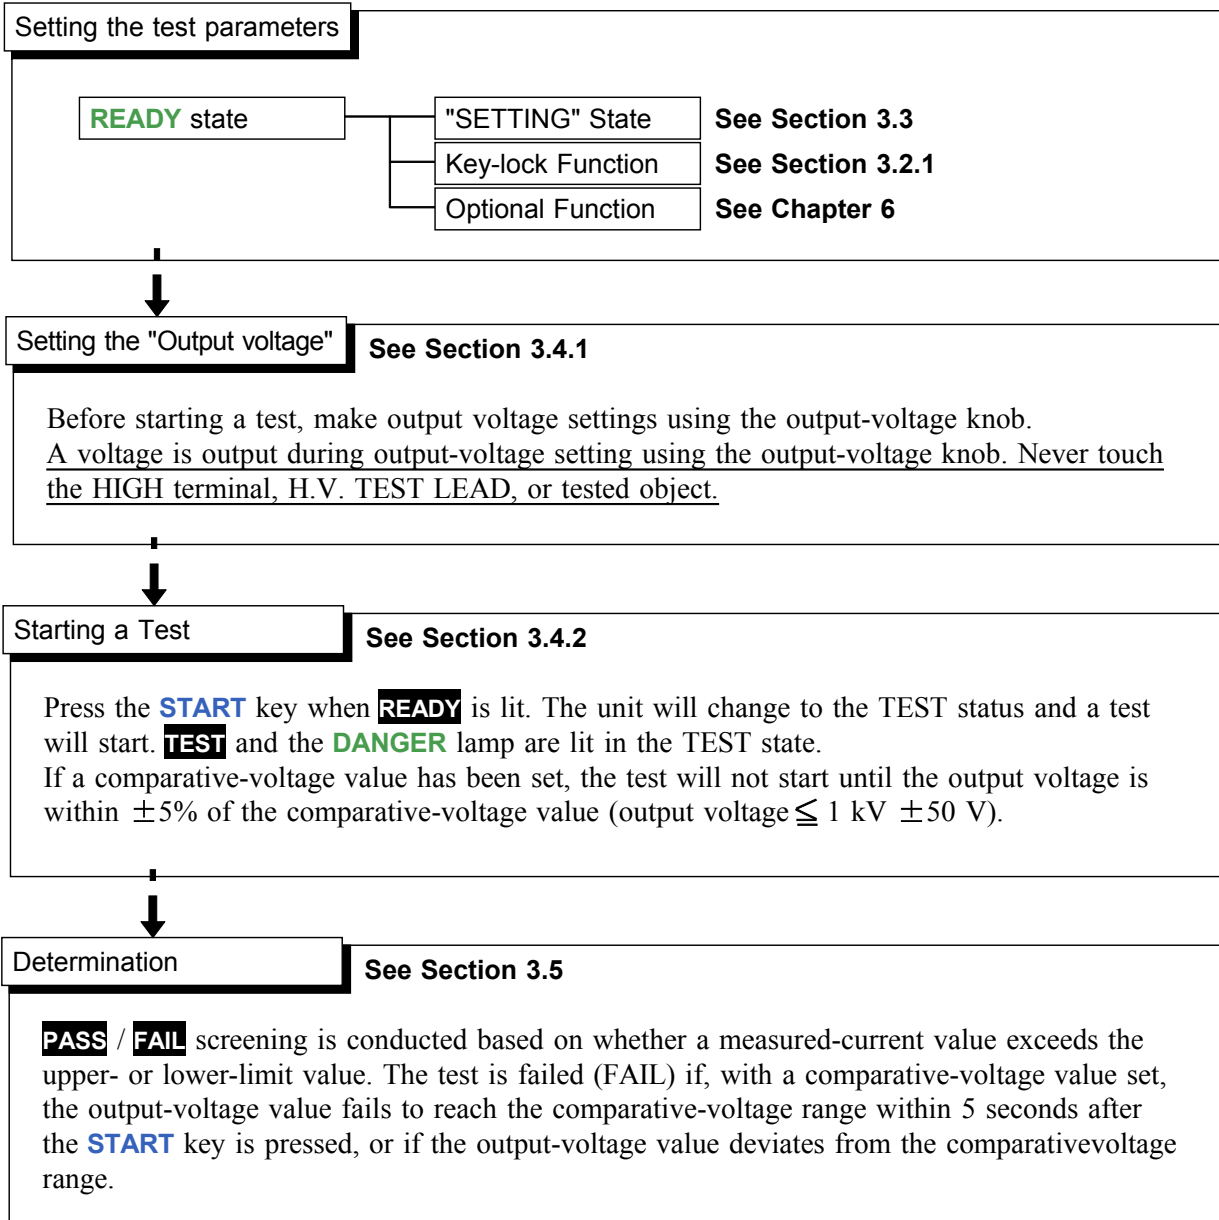 Setting the test parameters
READY state
"SETTING" State See Section 3.3
Key-lock Function See Section 3.2.1
Optional Function See Chapter 6
Setting the "Output voltage" See Section 3.4.1
Before starting a test, make output voltage settings using the output-voltage knob.
A voltage is output during output-voltage setting using the output-voltage knob. Never touch
the HIGH terminal, H.V. TEST LEAD, or tested object.
Starting a Test See Section 3.4.2
Press the START key when READY is lit. The unit will change to the TEST status and a test
will start. TEST and the DANGER lamp are lit in the TEST state.
If a comparative-voltage value has been set, the test will not start until the output voltage is
within ±5% of the comparative-voltage value (output voltage ≦ 1 kV ±50 V).
Determination See Section 3.5
PASS / FAIL screening is conducted based on whether a measured-current value exceeds the
upper- or lower-limit value. The test is failed (FAIL) if, with a comparative-voltage value set,
the output-voltage value fails to reach the comparative-voltage range within 5 seconds after
the START key is pressed, or if the output-voltage value deviates from the comparativevoltage
range.